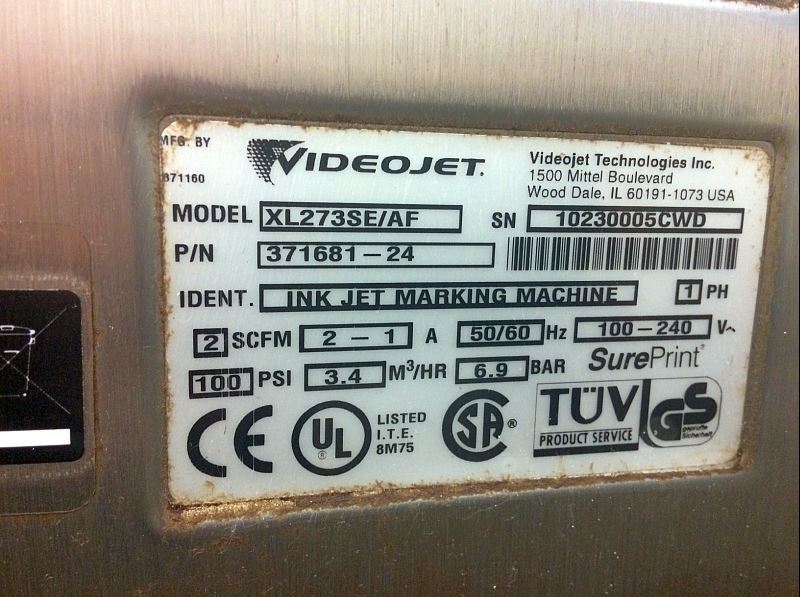 MFG. BY
VIDEOJET.
Videojet Technologies Inc.
871160
1500 Mittel Boulevard
Wood Dale, IL 60191-1073 USA
MODEL XL273SE/AF SN 10230005CWD
P/N 371681-24
IDENT. INK JET MARKING MACHINE 1 PH
2 SCFM 2 - 1 A 50/60 Hz 100-240 V~
100 PSI 3.4 M³/HR 6.9 BAR SurePrint®
CE UL ® LISTED
I.T.E.
8M75
SA ®
TÜV
PRODUCT SERVICE
GS
geprüfte
Sicherheit